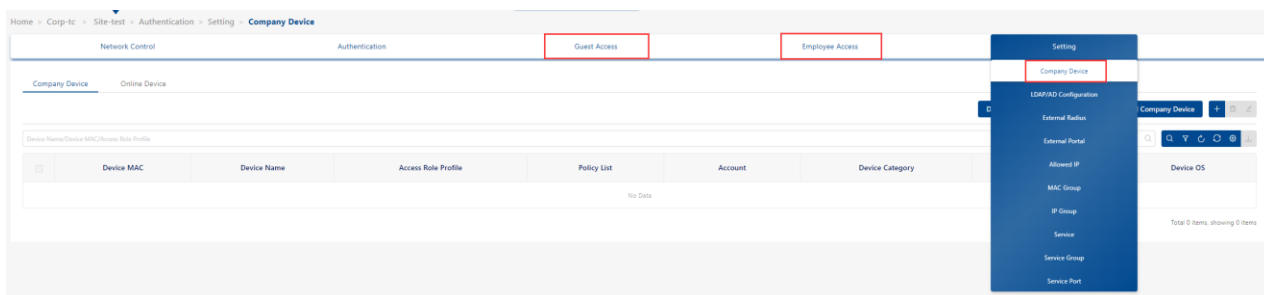 Home > Corp-tc > Site-test > Authentication > Setting > Company Device
Network Control Authentication Guest Access Employee Access Setting
Company Device Online Device
Company Device
LDAP/AD Configuration
External Radius
External Portal
Allowed IP
MAC Group
IP Group
Service
Service Group
Service Port
D Company Device
Device Name/Device MAC/Access Role Profile
Device MAC Device Name Access Role Profile Policy List Account Device Category Device OS
No Data
Total 0 items, showing 0 items